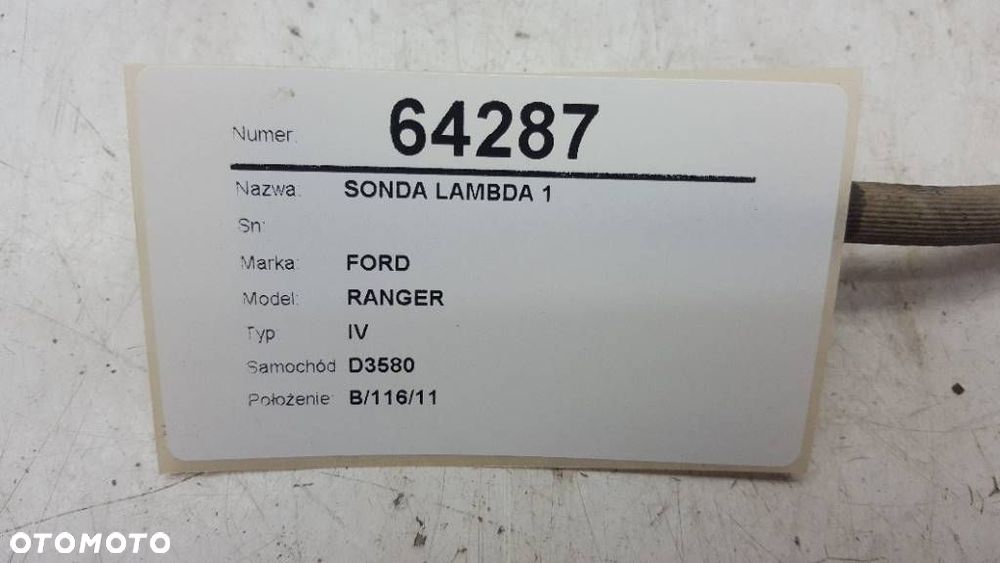 Numer: 64287
Nazwa: SONDA LAMBDA 1
Sn:
Marka: FORD
Model: RANGER
Typ IV
Samochód D3580
Położenie: B/116/11
OTOMOTO